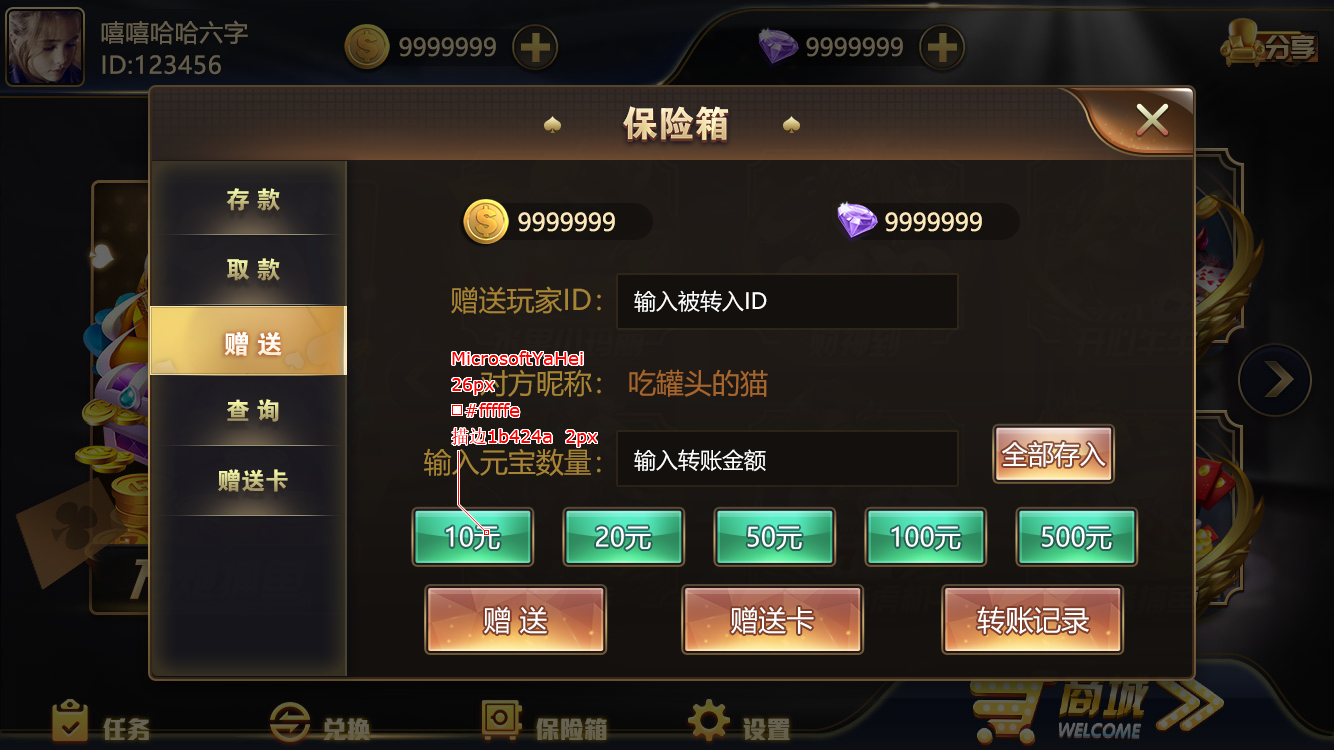 嘻嘻哈哈六字
ID:123456
9999999
9999999
分享
保险箱
存款
取款
赠送
查询
赠送卡
9999999
9999999
赠送玩家ID：
输入被转入ID
MicrosoftYaHei
26px
#fffffe
描边1b424a 2px
对方昵称：
吃罐头的猫
输入元宝数量：
输入转账金额
全部存入
10元
20元
50元
100元
500元
赠送
赠送卡
转账记录
任务
兑换
保险箱
设置
商城
WELCOME